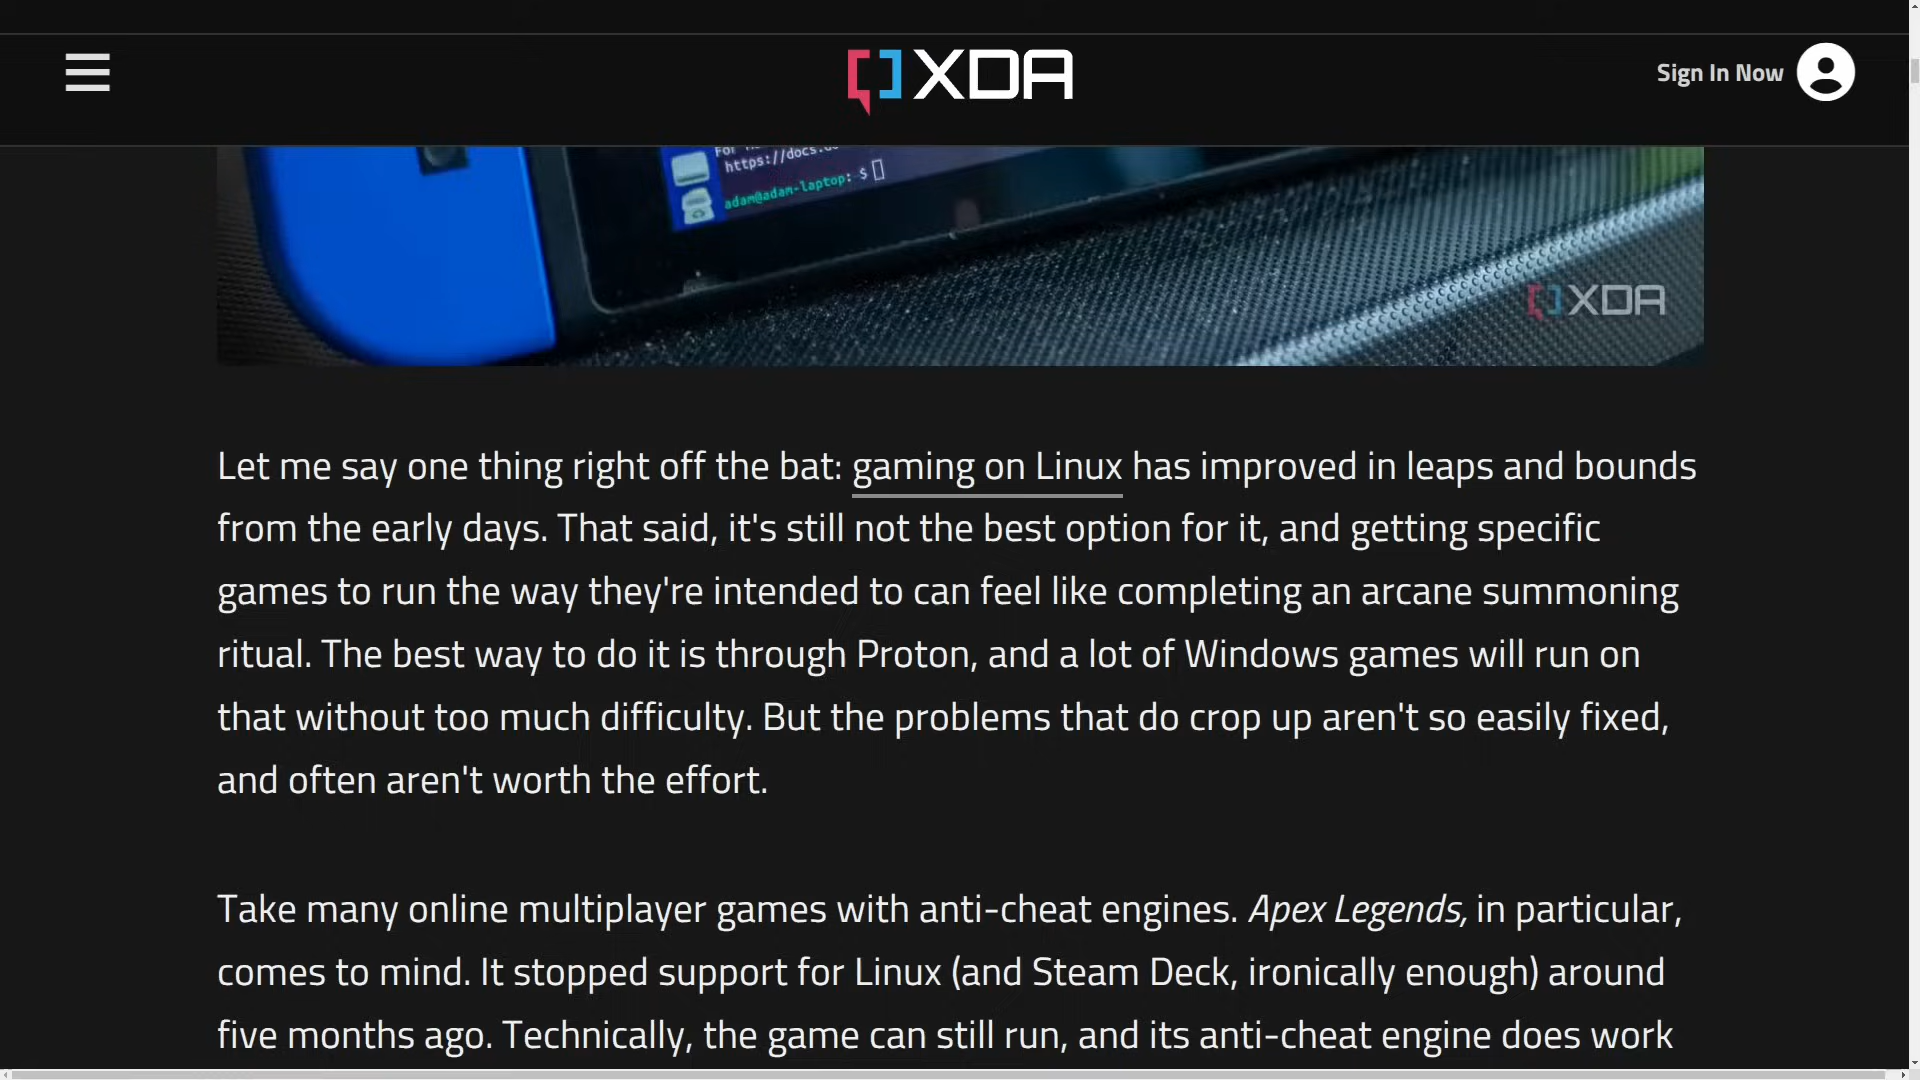 XDA
Sign In Now
https://docs.
adam@adam-laptop: $
XDA
Let me say one thing right off the bat: gaming on Linux has improved in leaps and bounds
from the early days. That said, it's still not the best option for it, and getting specific
games to run the way they're intended to can feel like completing an arcane summoning
ritual. The best way to do it is through Proton, and a lot of Windows games will run on
that without too much difficulty. But the problems that do crop up aren't so easily fixed,
and often aren't worth the effort.
Take many online multiplayer games with anti-cheat engines. Apex Legends, in particular,
comes to mind. It stopped support for Linux (and Steam Deck, ironically enough) around
five months ago. Technically, the game can still run, and its anti-cheat engine does work